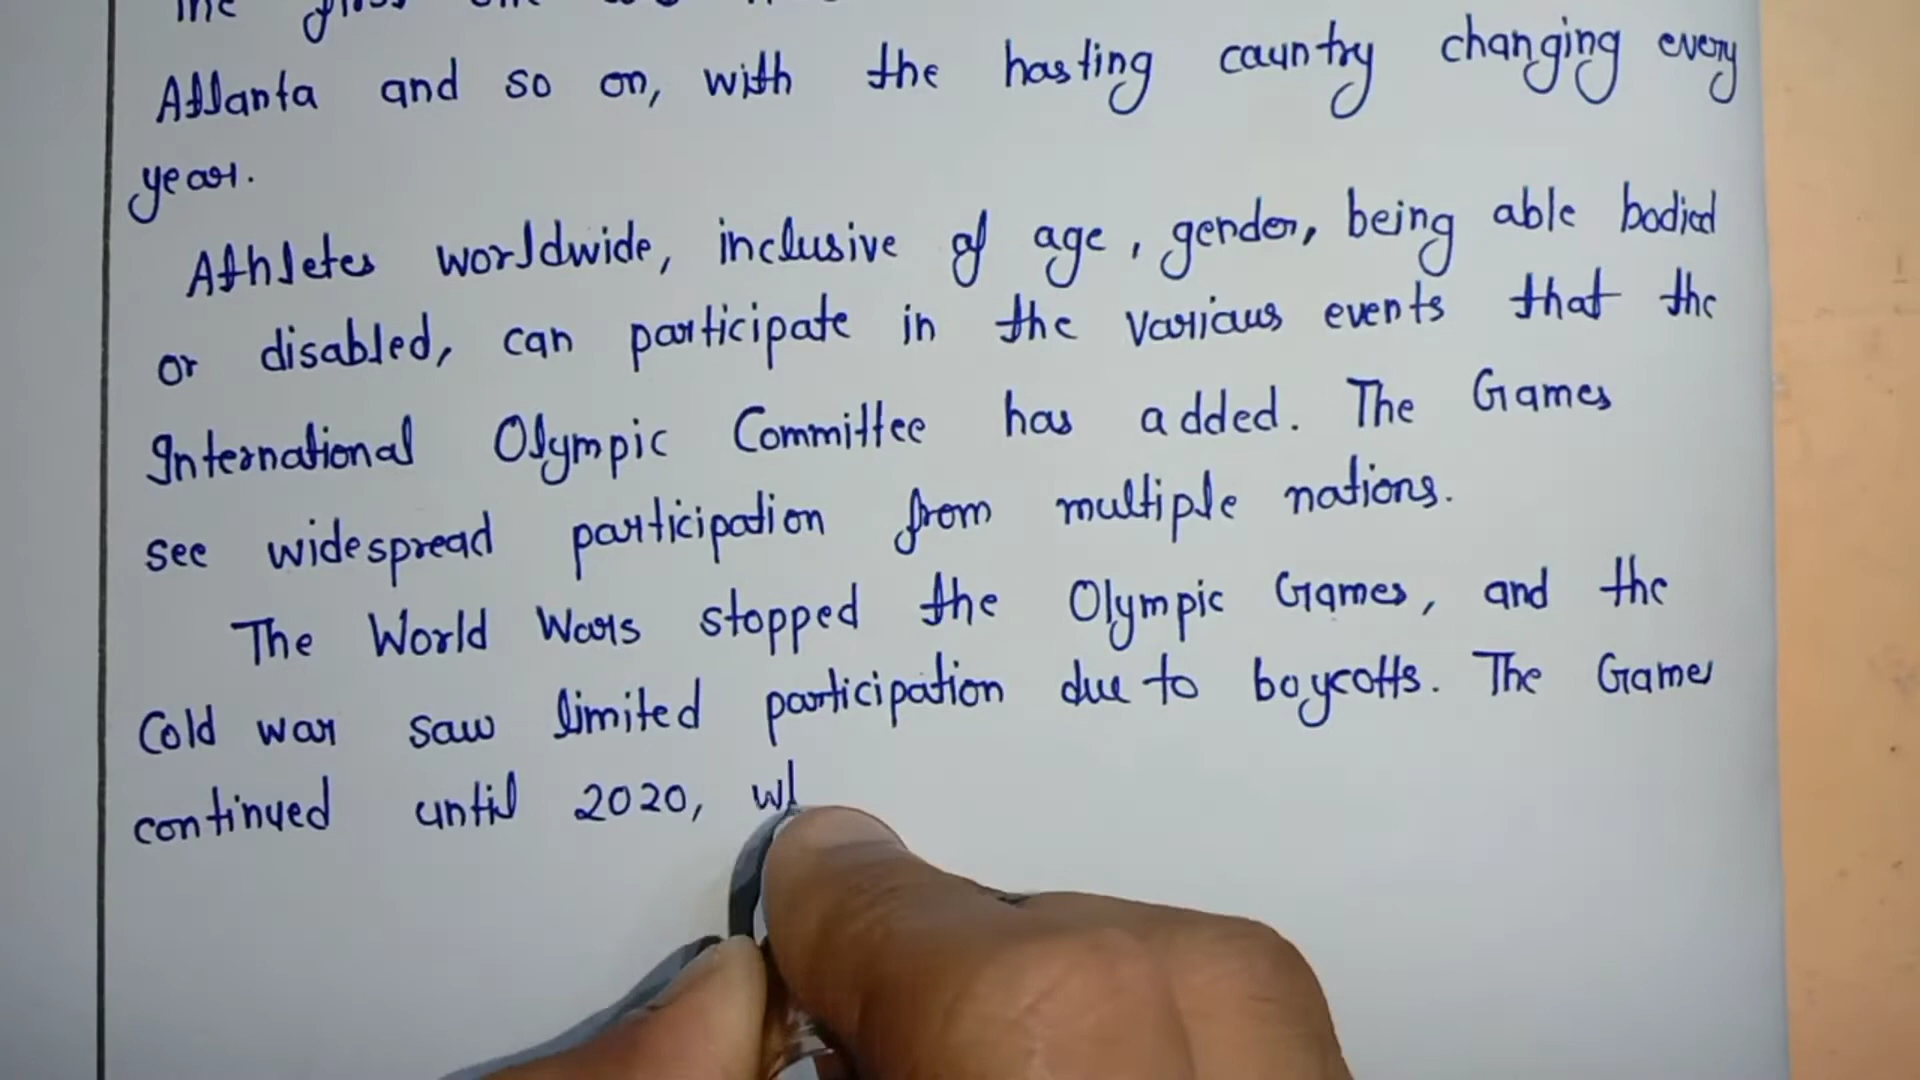 The
Atlanta and so on, with the hosting country changing every
year.
Athletes worldwide, inclusive of age, gender, being able bodied
or disabled, can participate in the various events that the
International Olympic Committee has added. The Games
see widespread participation from multiple nations.
The World Wars stopped the Olympic Games, and the
Cold war saw limited participation due to boycotts. The Games
continued until 2020, wh